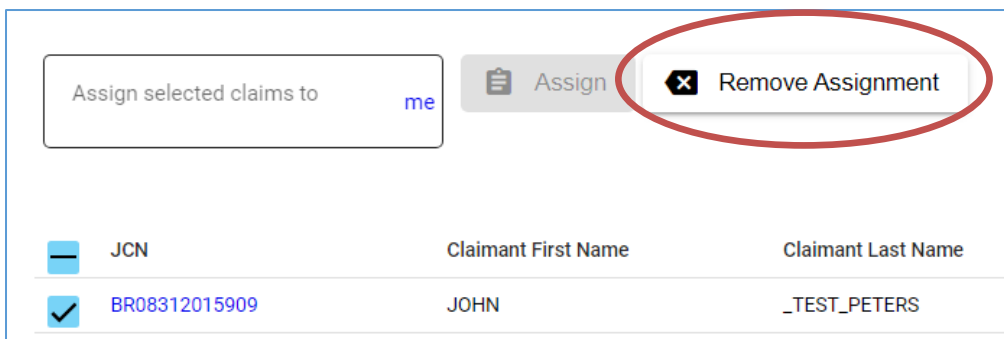 Assign selected claims to me
Assign
Remove Assignment
JCN Claimant First Name Claimant Last Name
BR08312015909 JOHN _TEST_PETERS